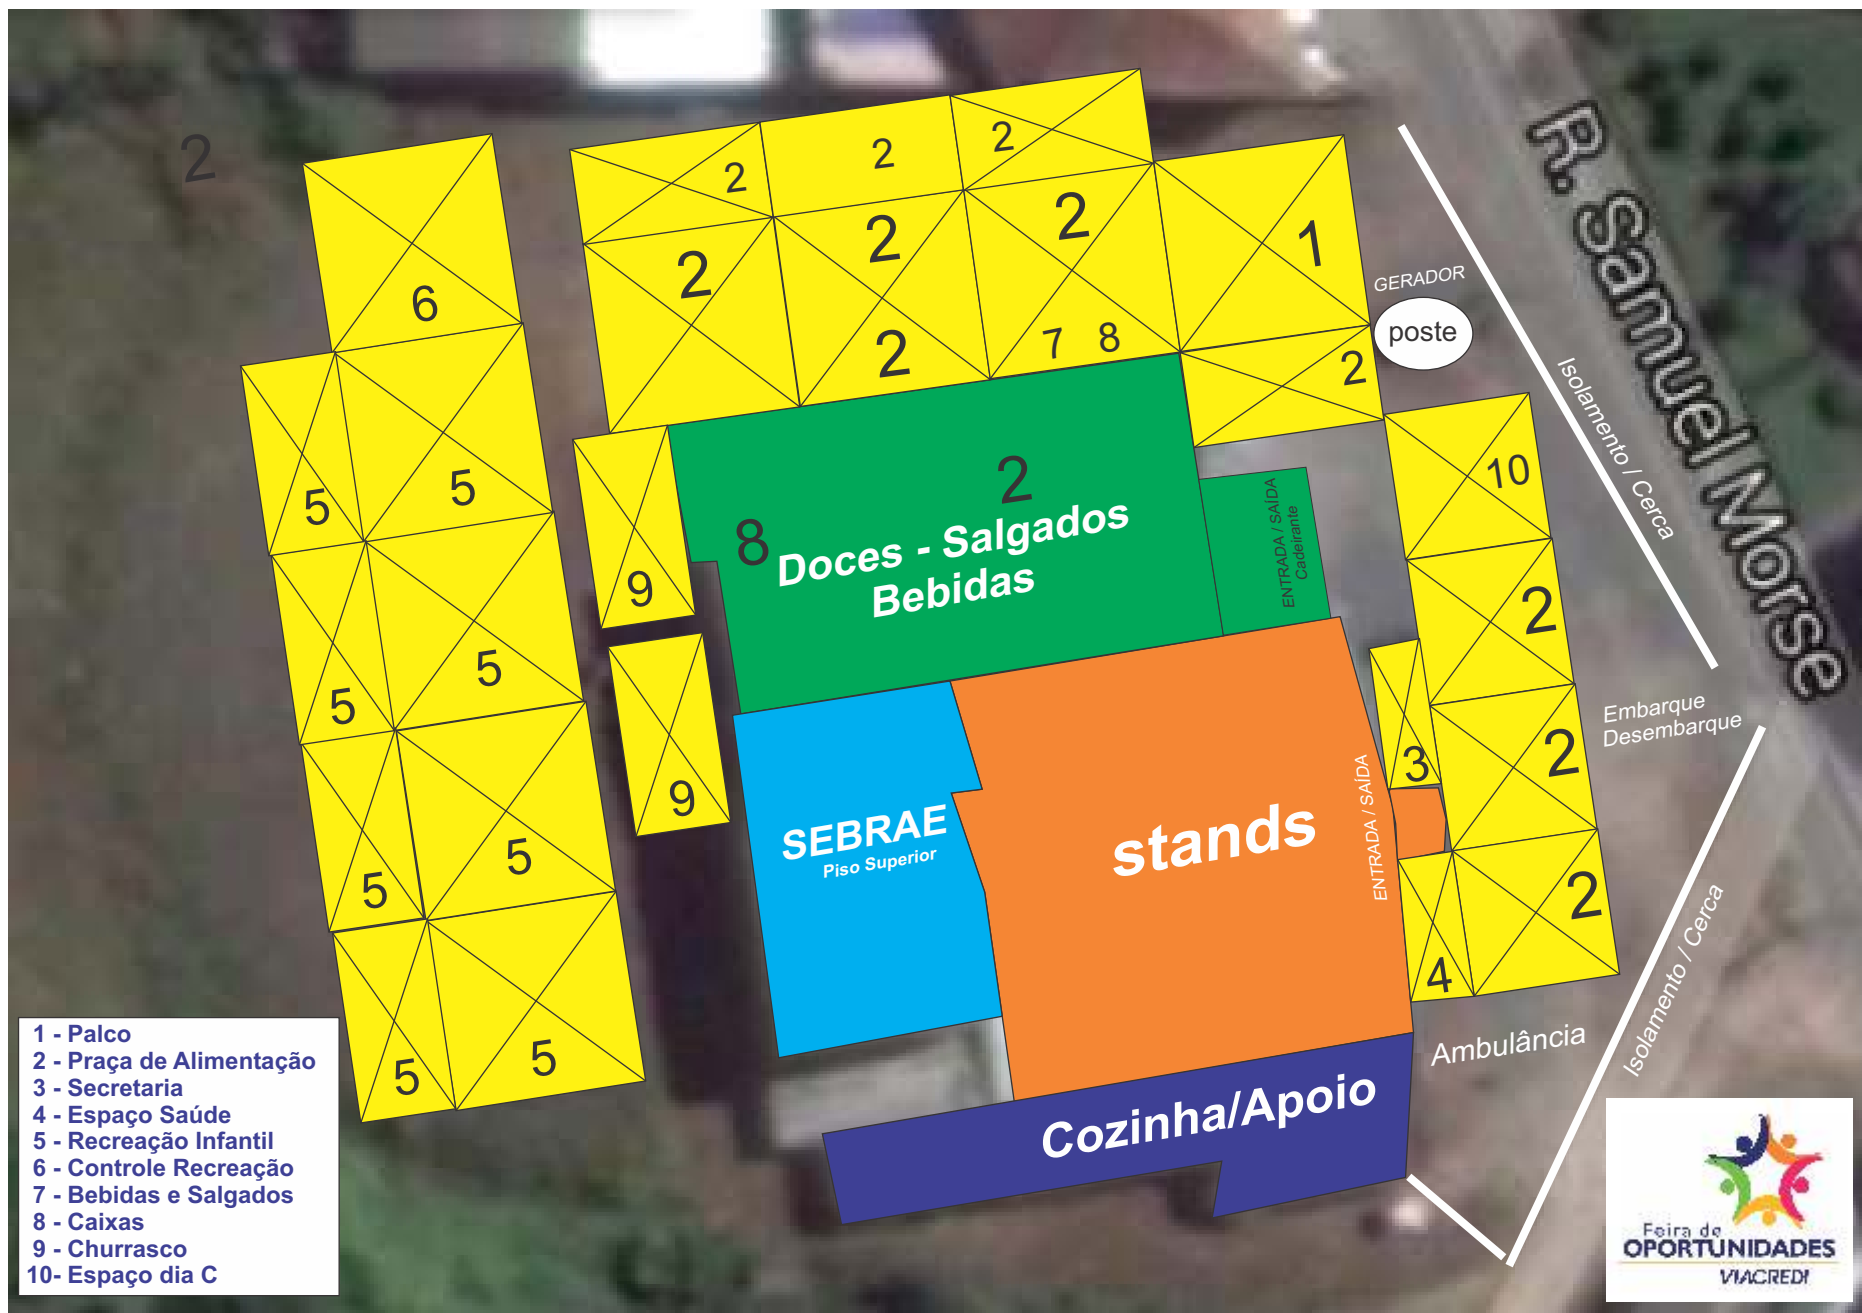 2
2
2
2
6
2
2
2
1
2
7 8
2
GERADOR
poste
R. Samuel Morse
Isolamento / Cerca
5
5
9
2
8
Doces - Salgados
Bebidas
ENTRADA / SAÍDA
Cadeirante
10
2
5
5
9
SEBRAE
Piso Superior
stands
ENTRADA / SAÍDA
3
2
Embarque
Desembarque
5
5
4
2
Isolamento / Cerca
5
5
Ambulância
Cozinha/Apoio
1 - Palco
2 - Praça de Alimentação
3 - Secretaria
4 - Espaço Saúde
5 - Recreação Infantil
6 - Controle Recreação
7 - Bebidas e Salgados
8 - Caixas
9 - Churrasco
10- Espaço dia C
Feira de
OPORTUNIDADES
VIACREDI